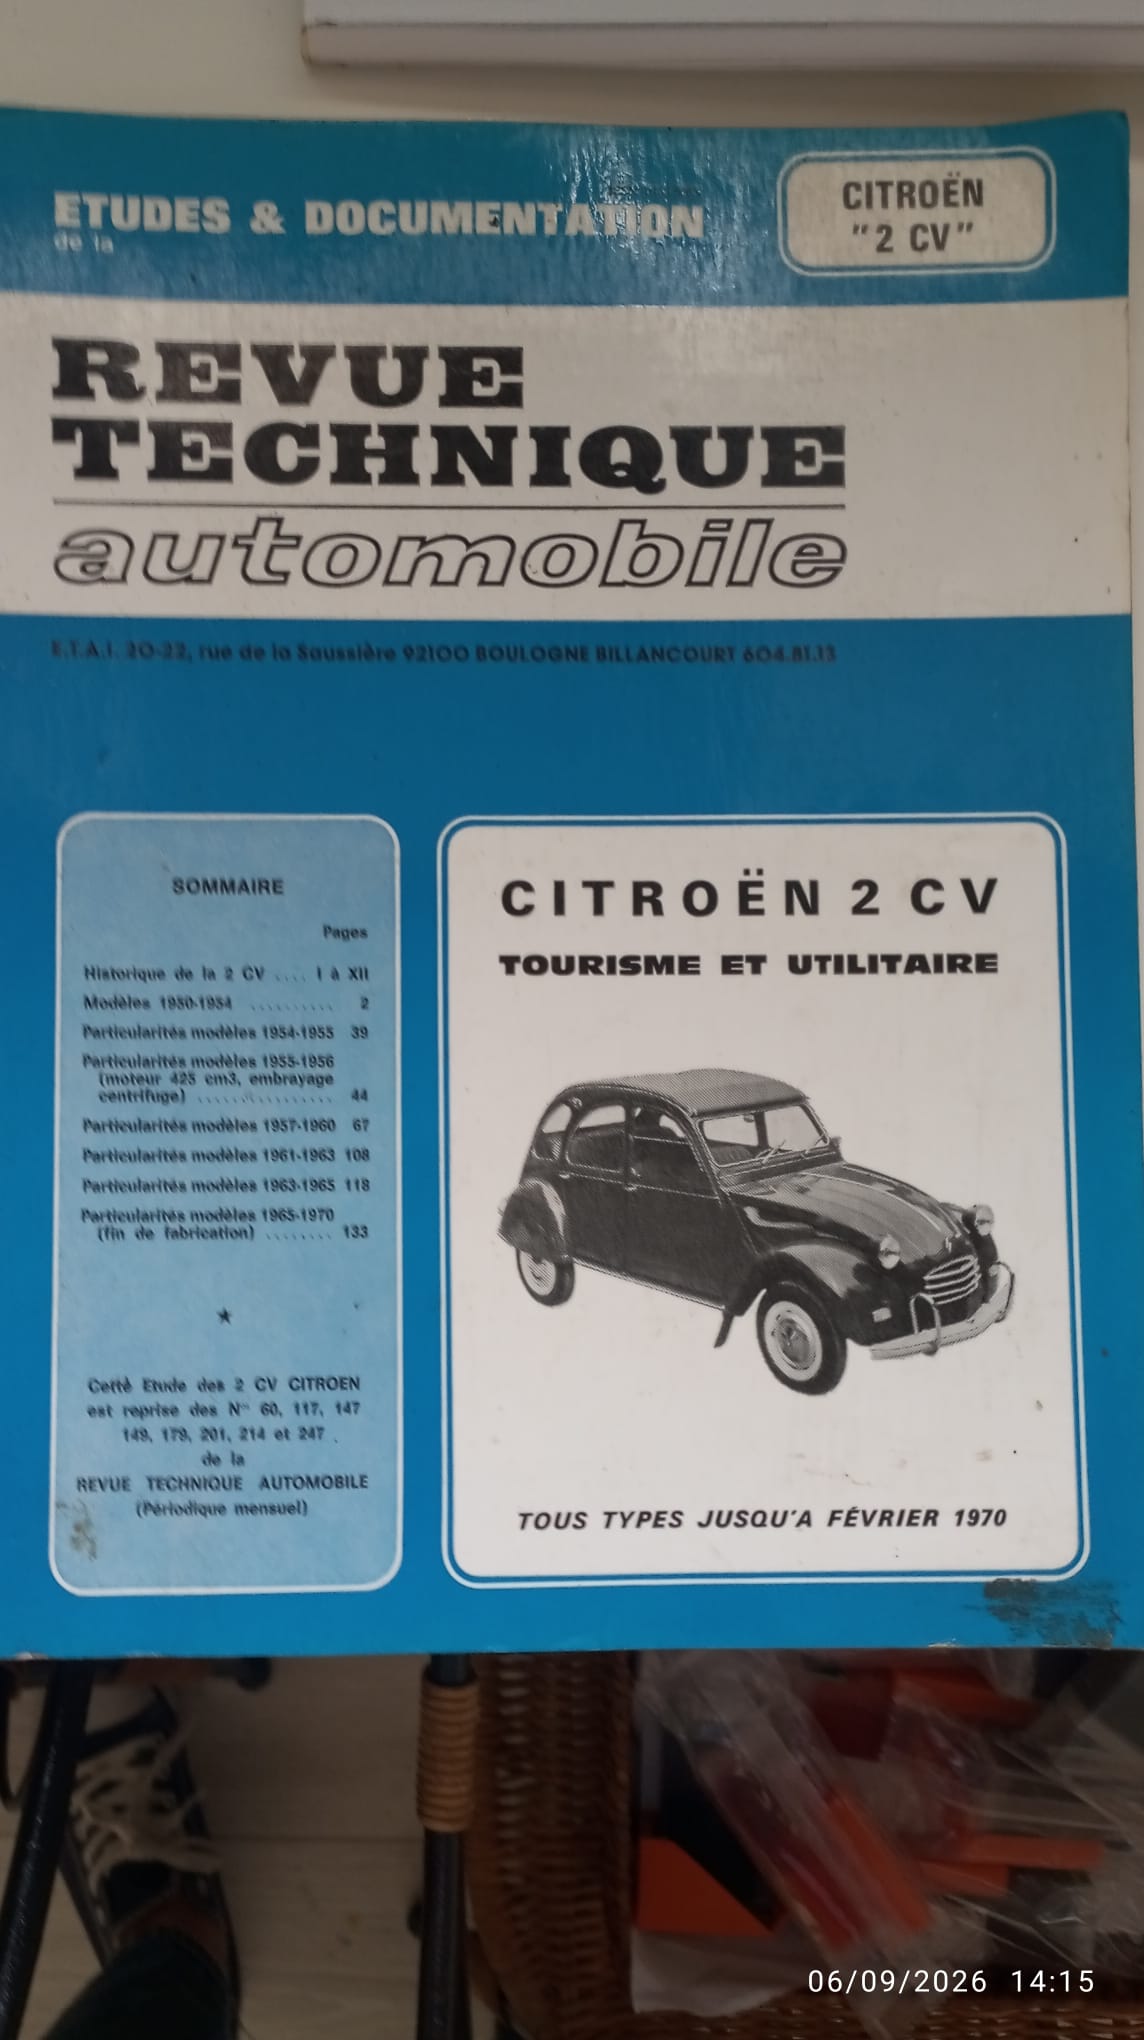 ETUDES & DOCUMENTATION
de la
CITROËN
"2 CV"
REVUE
TECHNIQUE
automobile
E.T.A.I. 20-22, rue de la Saussière 92100 BOULOGNE BILLANCOURT 604.81.13
SOMMAIRE
Pages
Historique de la 2 CV .... I à XII
Modèles 1950-1954 .......... 2
Particularités modèles 1954-1955 39
Particularités modèles 1955-1956
(moteur 425 cm3, embrayage
centrifuge) ................ 44
Particularités modèles 1957-1960 67
Particularités modèles 1961-1963 108
Particularités modèles 1963-1965 118
Particularités modèles 1965-1970
(fin de fabrication) ........ 133
★
Cette Etude des 2 CV CITROEN
est reprise des Nos 60, 117, 147
149, 179, 201, 214 et 247
de la
REVUE TECHNIQUE AUTOMOBILE
(Périodique mensuel)
CITROËN 2 CV
TOURISME ET UTILITAIRE
TOUS TYPES JUSQU'A FÉVRIER 1970
06/09/2026 14:15